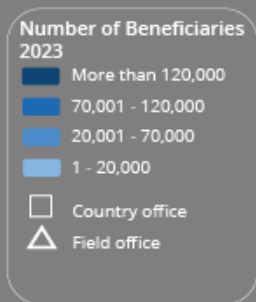 Number of Beneficiaries
2023
More than 120,000
70,001 - 120,000
20,001 - 70,000
1 - 20,000
Country office
Field office